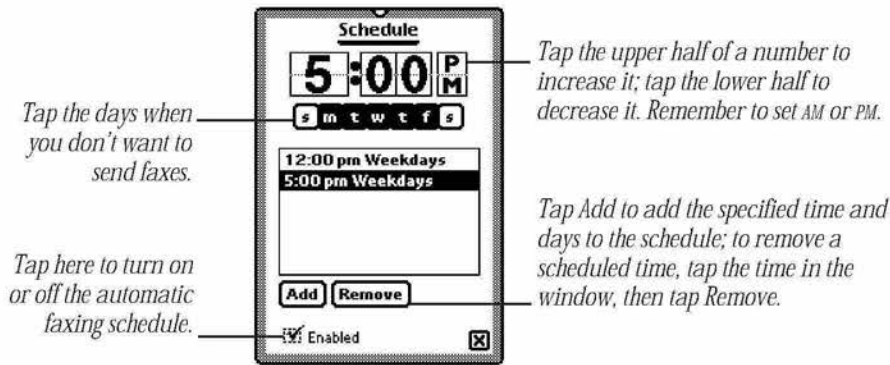 Schedule
5:00 PM
s m t w t f s
12:00 pm Weekdays
5:00 pm Weekdays
Add Remove
Enabled
Tap the days when
you don't want to
send faxes.
Tap here to turn on
or off the automatic
faxing schedule.
Tap the upper half of a number to
increase it; tap the lower half to
decrease it. Remember to set AM or PM.
Tap Add to add the specified time and
days to the schedule; to remove a
scheduled time, tap the time in the
window, then tap Remove.